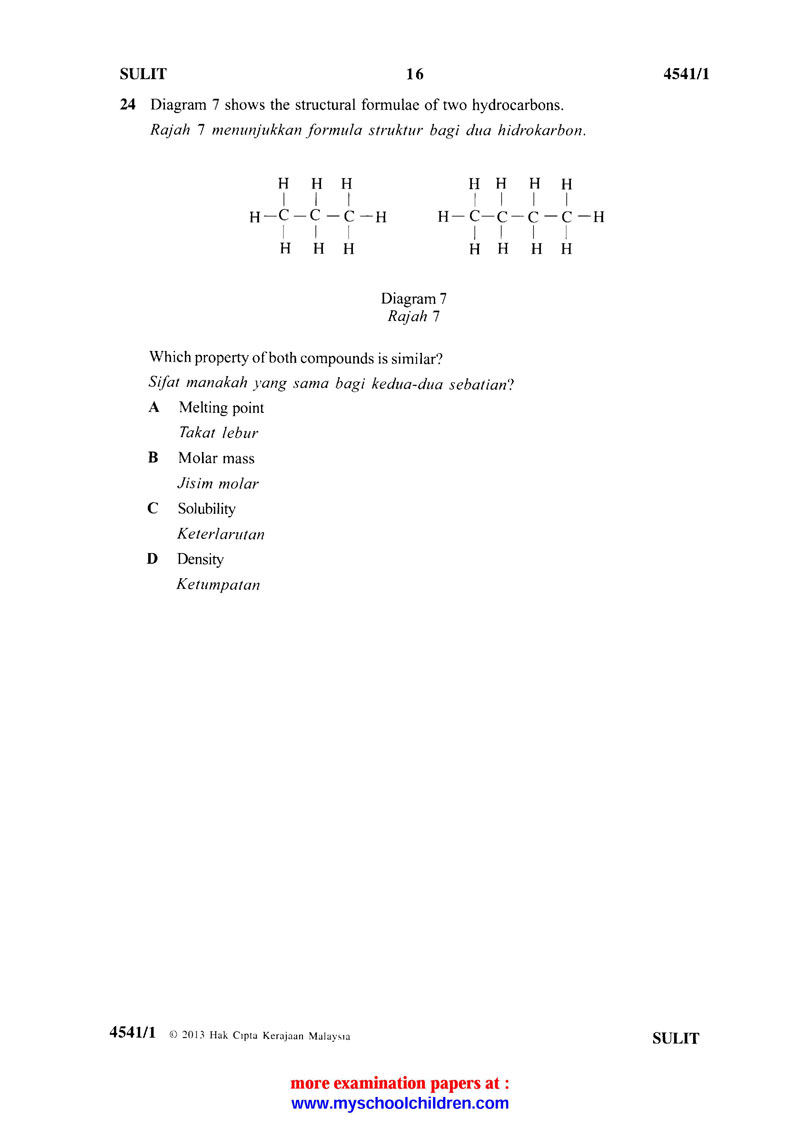 SULIT 16 4541/1
24 Diagram 7 shows the structural formulae of two hydrocarbons.
Rajah 7 menunjukkan formula struktur bagi dua hidrokarbon.
H H H H H H H
| | | | | | |
H—C—C—C—H H—C—C—C—C—H
| | | | | | |
H H H H H H H
Diagram 7
Rajah 7
Which property of both compounds is similar?
Sifat manakah yang sama bagi kedua-dua sebatian?
A Melting point
Takat lebur
B Molar mass
Jisim molar
C Solubility
Keterlarutan
D Density
Ketumpatan
4541/1 © 2013 Hak Cipta Kerajaan Malaysia SULIT
more examination papers at :
www.myschoolchildren.com